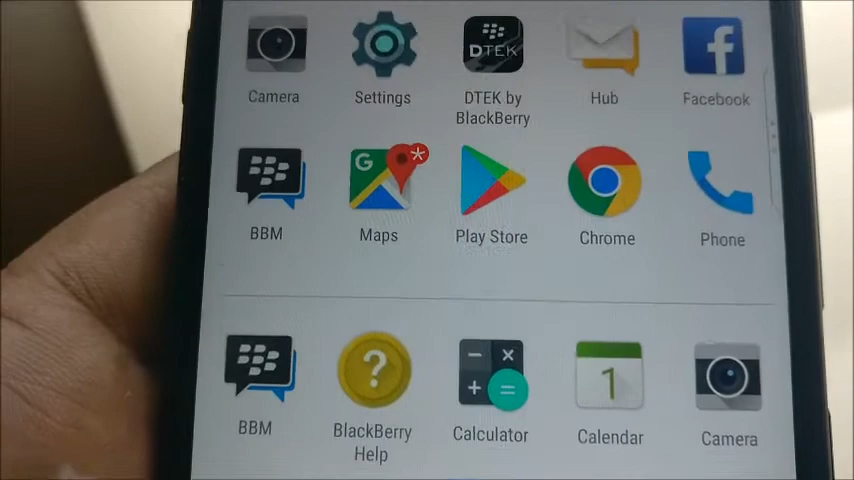 DTEK
f
Camera
Settings
DTEK by
BlackBerry
Hub
Facebook
G
*
BBM
Maps
Play Store
Chrome
Phone
?
1
BBM
BlackBerry
Help
Calculator
Calendar
Camera